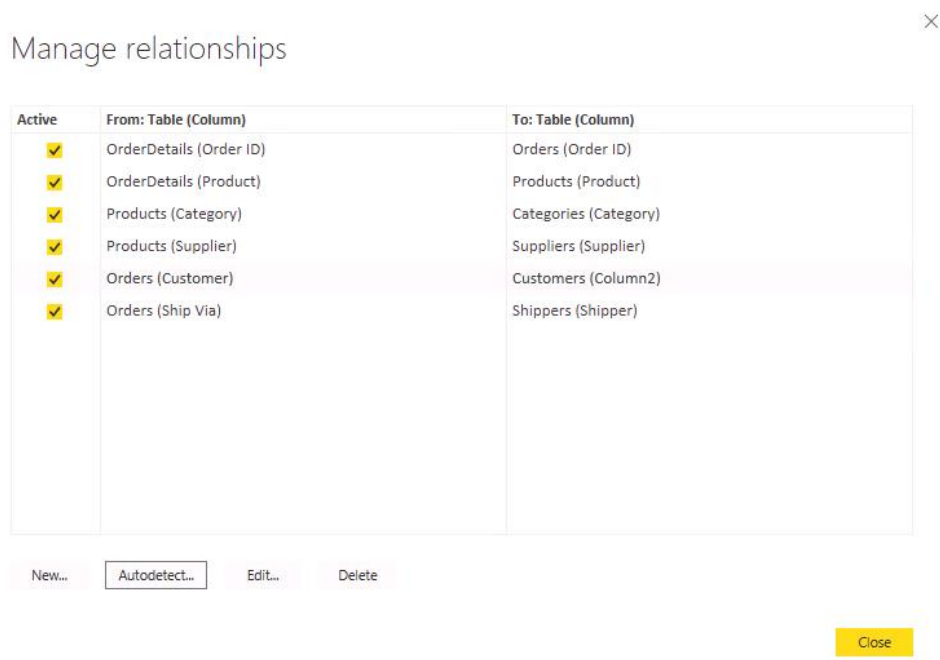 Manage relationships
Active From: Table (Column) To: Table (Column)
OrderDetails (Order ID) Orders (Order ID)
OrderDetails (Product) Products (Product)
Products (Category) Categories (Category)
Products (Supplier) Suppliers (Supplier)
Orders (Customer) Customers (Column2)
Orders (Ship Via) Shippers (Shipper)
New... Autodetect... Edit... Delete
Close